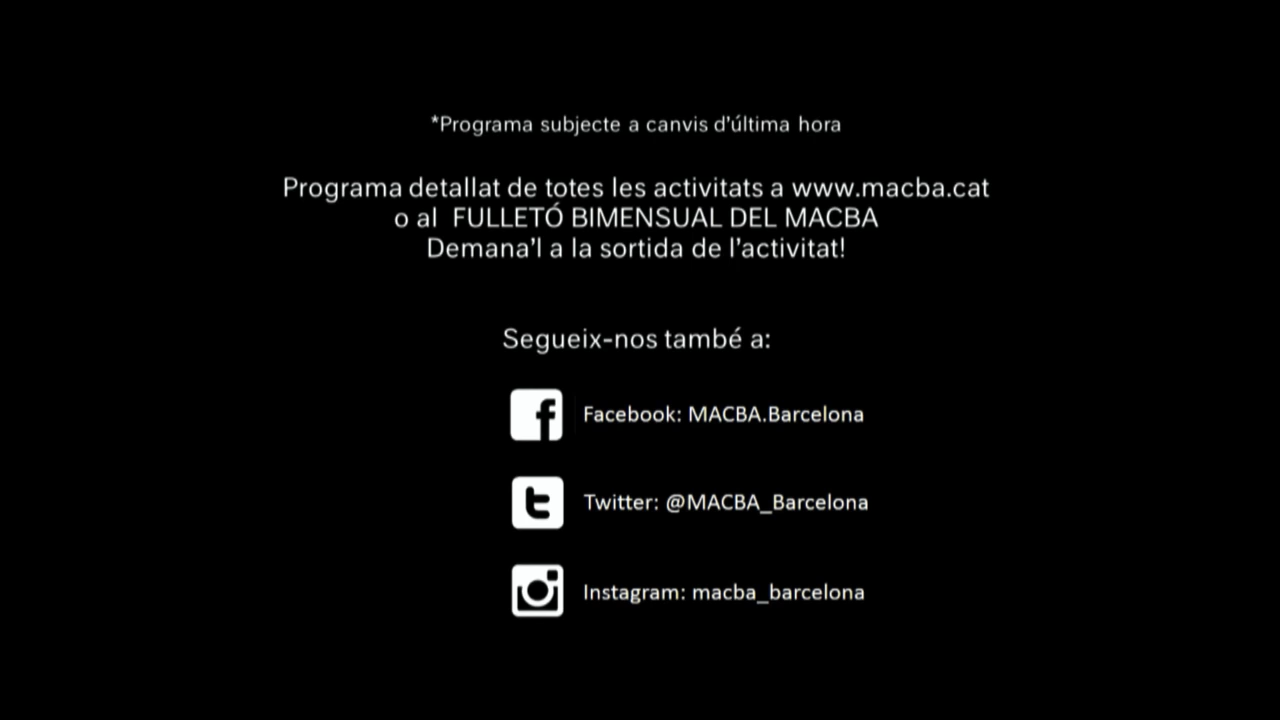 *Programa subjecte a canvis d'última hora
Programa detallat de totes les activitats a www.macba.cat
o al FULLETÓ BIMENSUAL DEL MACBA
Demana'l a la sortida de l'activitat!
Segueix-nos també a:
Facebook: MACBA.Barcelona
Twitter: @MACBA_Barcelona
Instagram: macba_barcelona